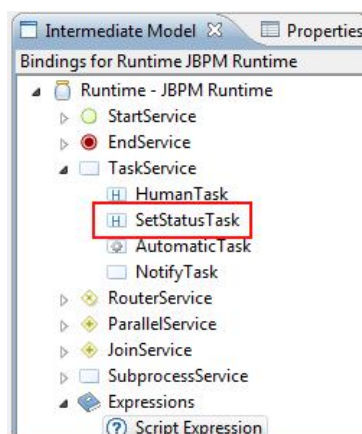 Intermediate Model Properties
Bindings for Runtime JBPM Runtime
Runtime - JBPM Runtime
StartService
EndService
TaskService
H HumanTask
H SetStatusTask
AutomaticTask
NotifyTask
RouterService
ParallelService
JoinService
SubprocessService
Expressions
? Script Expression